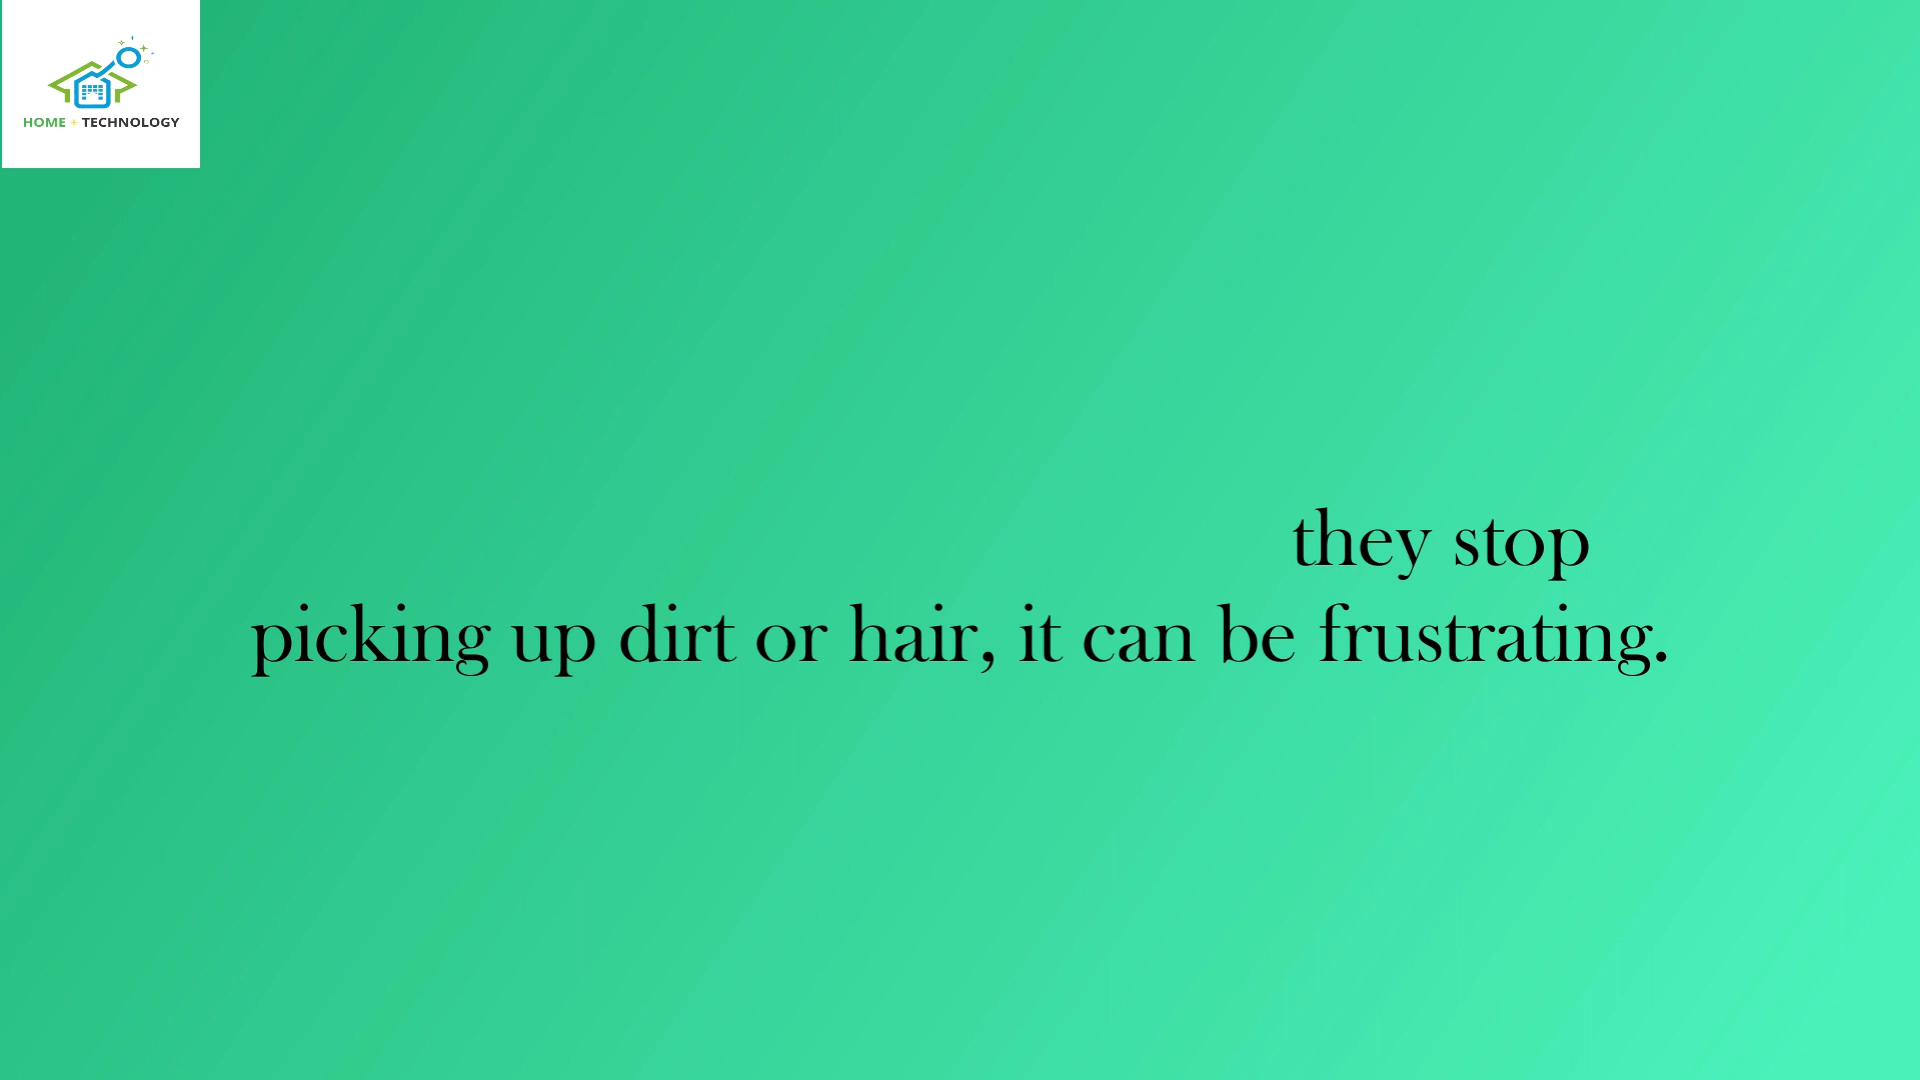 HOME + TECHNOLOGY
they stop
picking up dirt or hair, it can be frustrating.